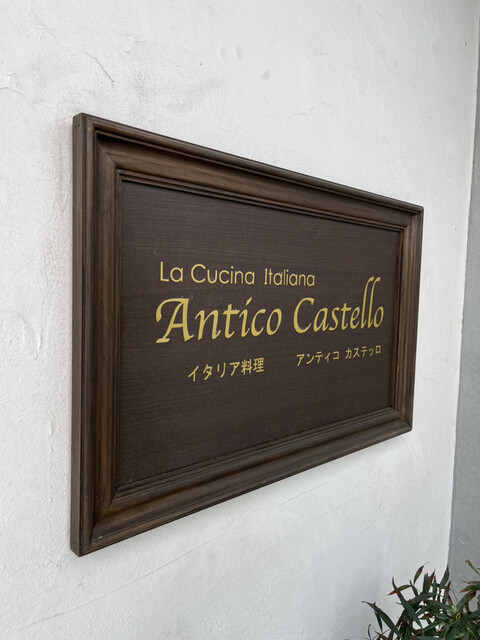 La Cucina Italiana
Antico Castello
イタリア料理 アンティコ カステッロ